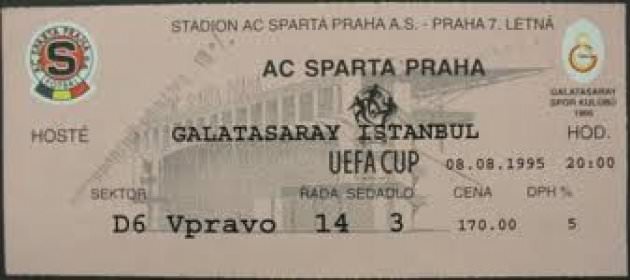 STADION AC SPARTA PRAHA A.S. - PRAHA 7. LETNÁ
AC SPARTA PRAHA
GALATASARAY
SPOR KULÜBÜ
HOSTÉ GALATASARAY ISTANBUL HOD.
UEFA CUP 08.08.1995 20:00
SEKTOR RADA SEDADLO CENA DPH %
D6 Vpravo 14 3 170.00 5